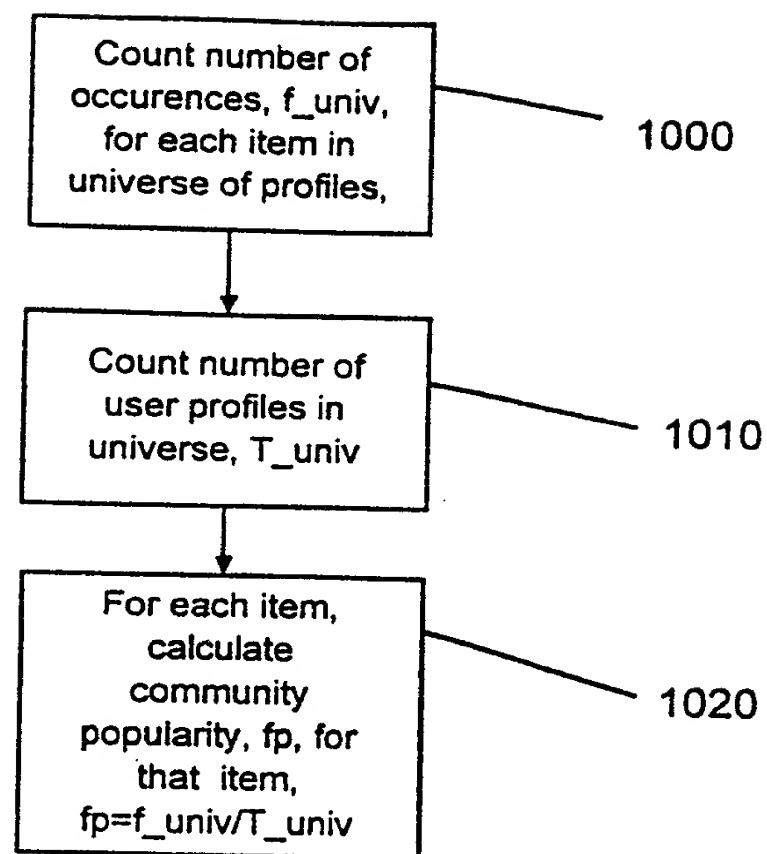 Count number of
occurences, f_univ,
for each item in
universe of profiles,
1000
Count number of
user profiles in
universe, T_univ
1010
For each item,
calculate
community
popularity, fp, for
that item,
fp=f_univ/T_univ
1020